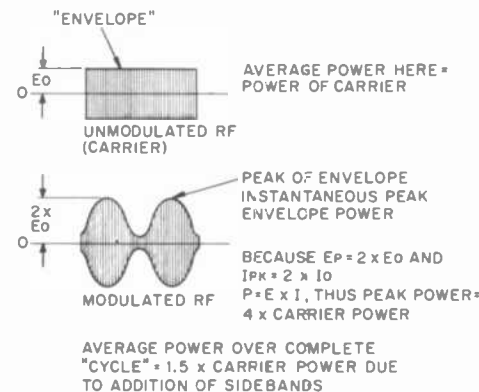 "ENVELOPE"
Eo
0
AVERAGE POWER HERE =
POWER OF CARRIER
UNMODULATED RF
(CARRIER)
PEAK OF ENVELOPE
INSTANTANEOUS PEAK
ENVELOPE POWER
2 x
Eo
0
BECAUSE EP = 2 x EO AND
IPK = 2 x IO
P = E x I, THUS PEAK POWER =
4 x CARRIER POWER
MODULATED RF
AVERAGE POWER OVER COMPLETE
"CYCLE" = 1.5 x CARRIER POWER DUE
TO ADDITION OF SIDEBANDS